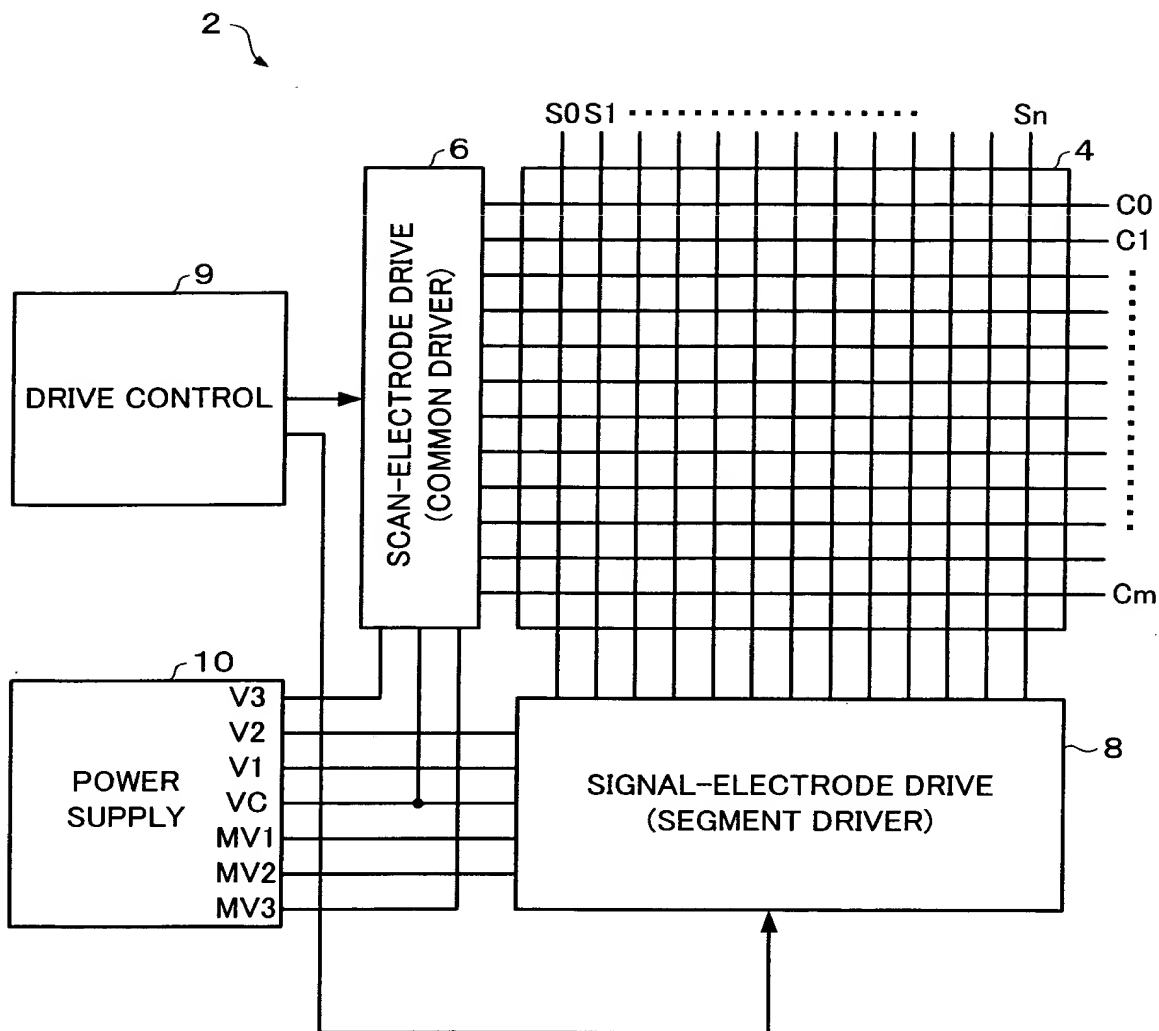 2
S0 S1 ............... Sn
6
4
C0
C1
Cm
SCAN-ELECTRODE DRIVE
(COMMON DRIVER)
9
DRIVE CONTROL
10
POWER
SUPPLY
V3
V2
V1
VC
MV1
MV2
MV3
8
SIGNAL-ELECTRODE DRIVE
(SEGMENT DRIVER)